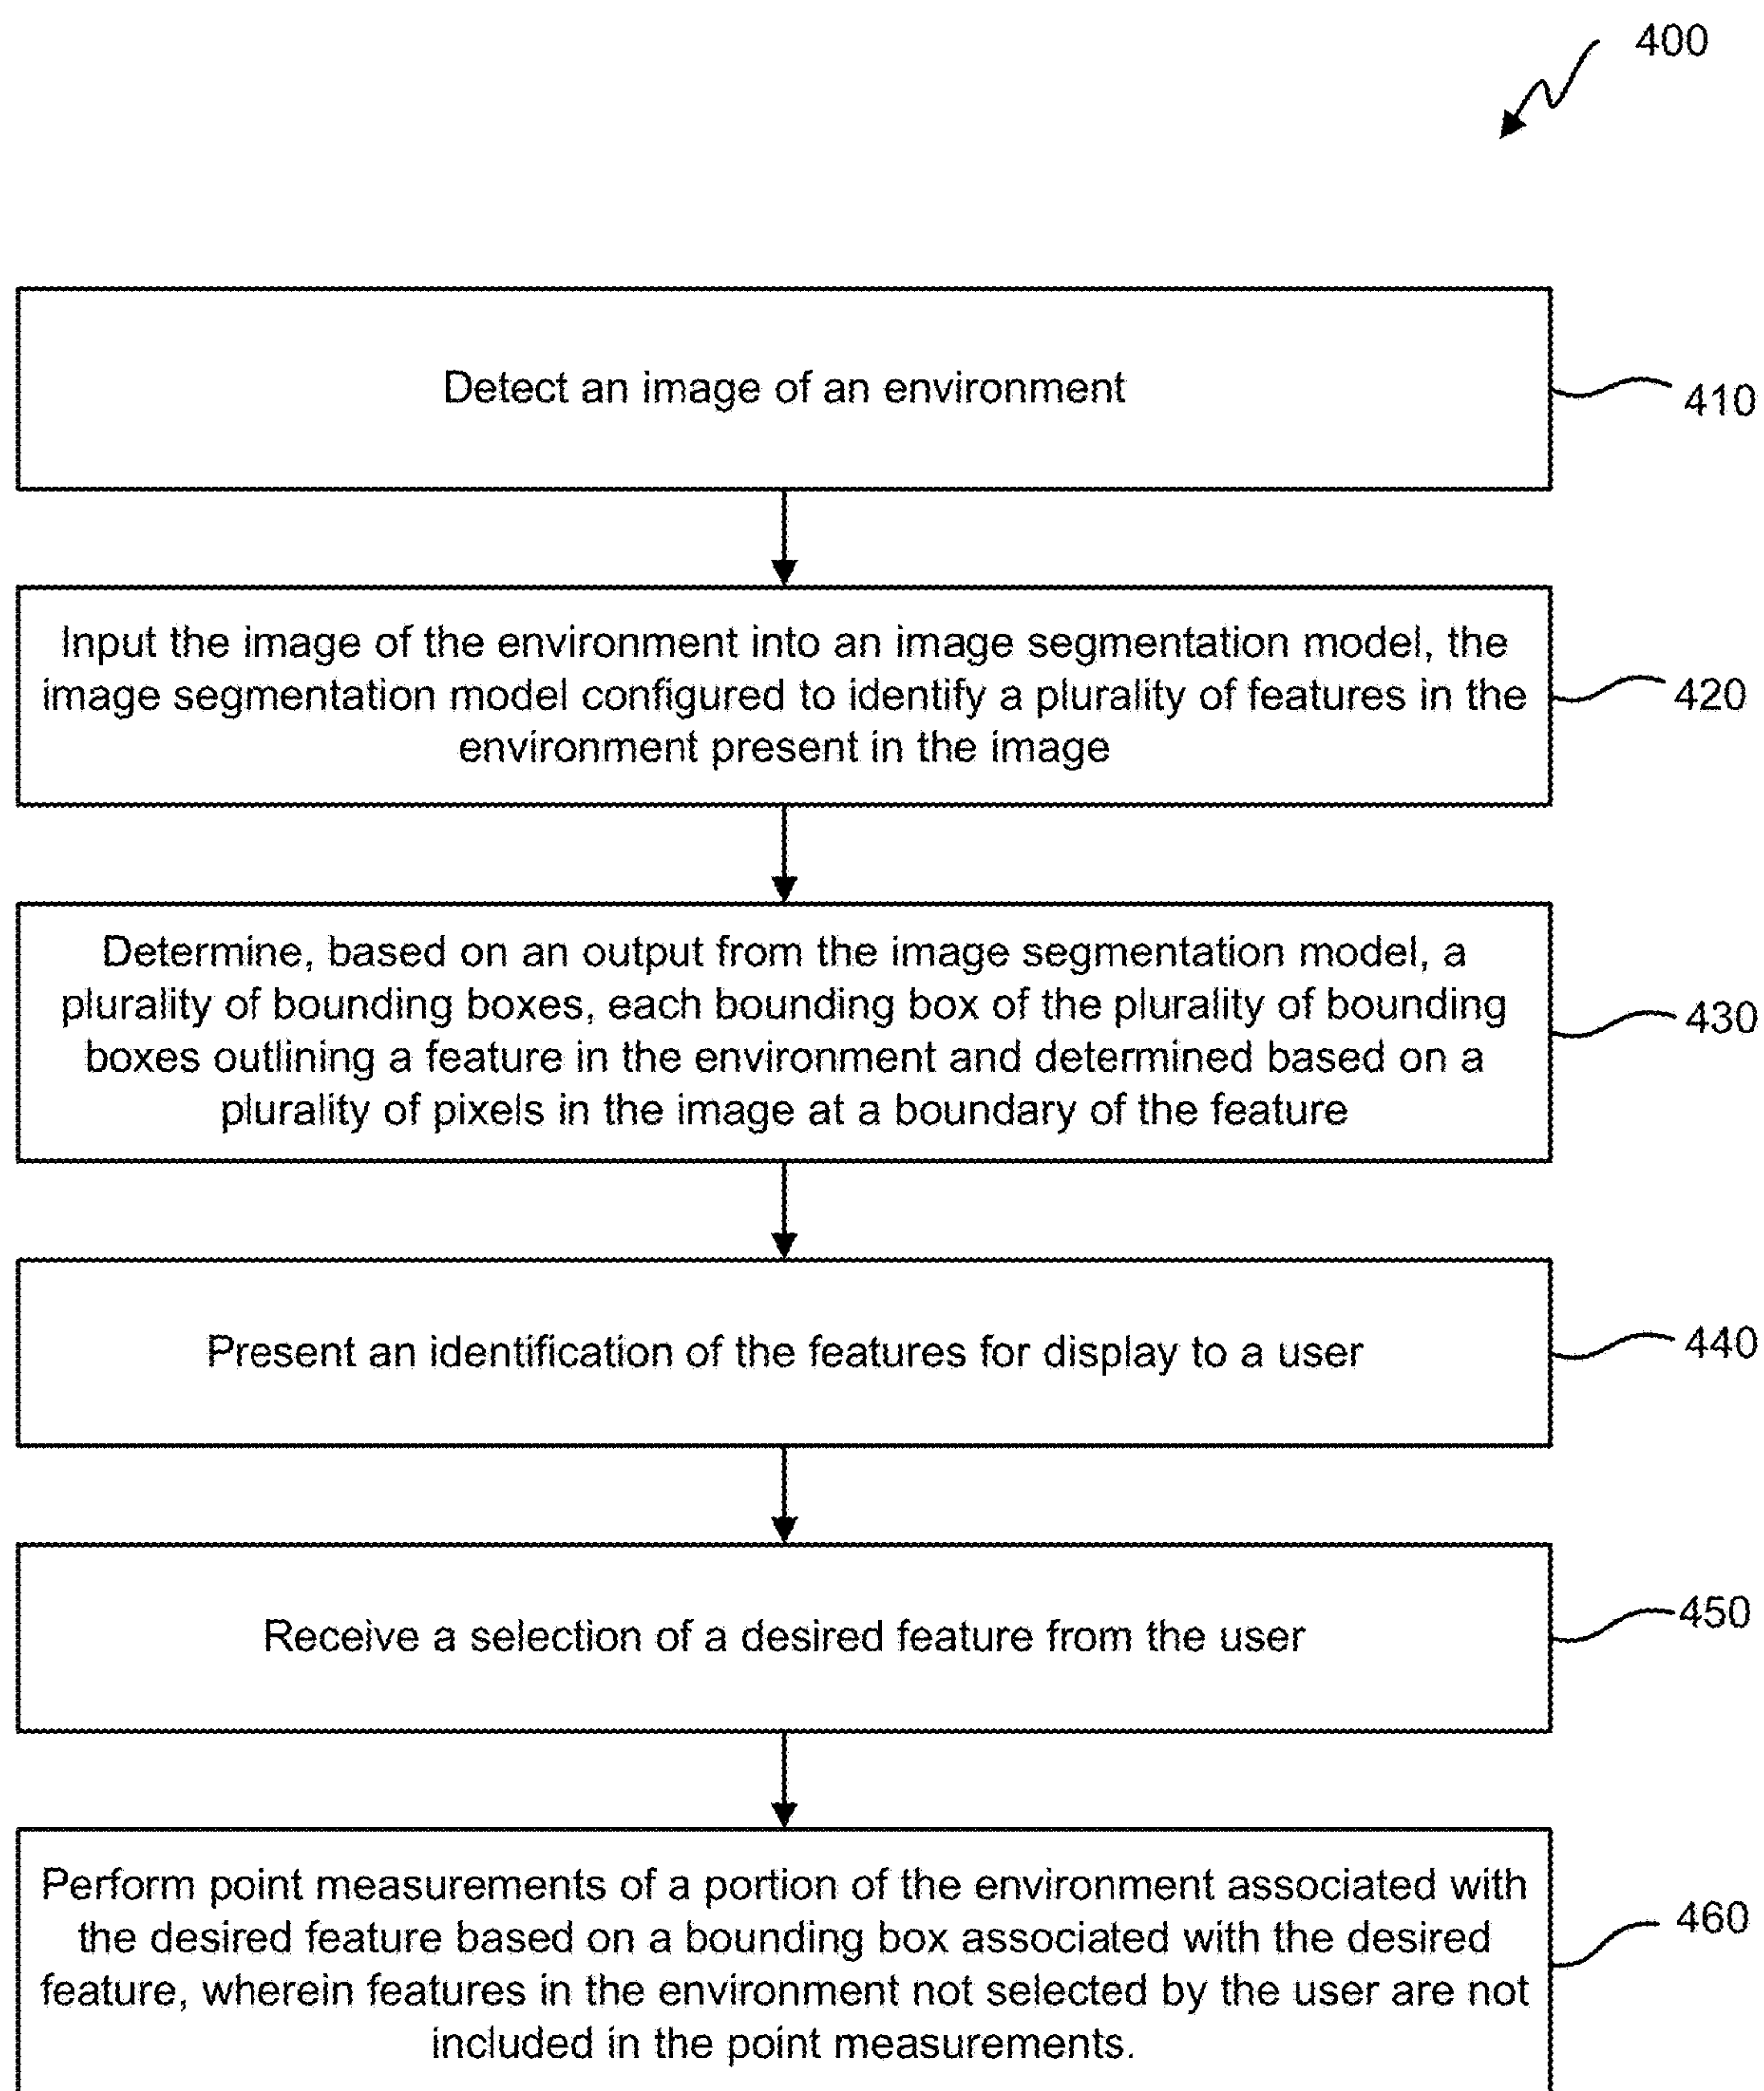 400
Detect an image of an environment
410
Input the image of the environment into an image segmentation model, the
image segmentation model configured to identify a plurality of features in the
environment present in the image
420
Determine, based on an output from the image segmentation model, a
plurality of bounding boxes, each bounding box of the plurality of bounding
boxes outlining a feature in the environment and determined based on a
plurality of pixels in the image at a boundary of the feature
430
Present an identification of the features for display to a user
440
Receive a selection of a desired feature from the user
450
Perform point measurements of a portion of the environment associated with
the desired feature based on a bounding box associated with the desired
feature, wherein features in the environment not selected by the user are not
included in the point measurements.
460